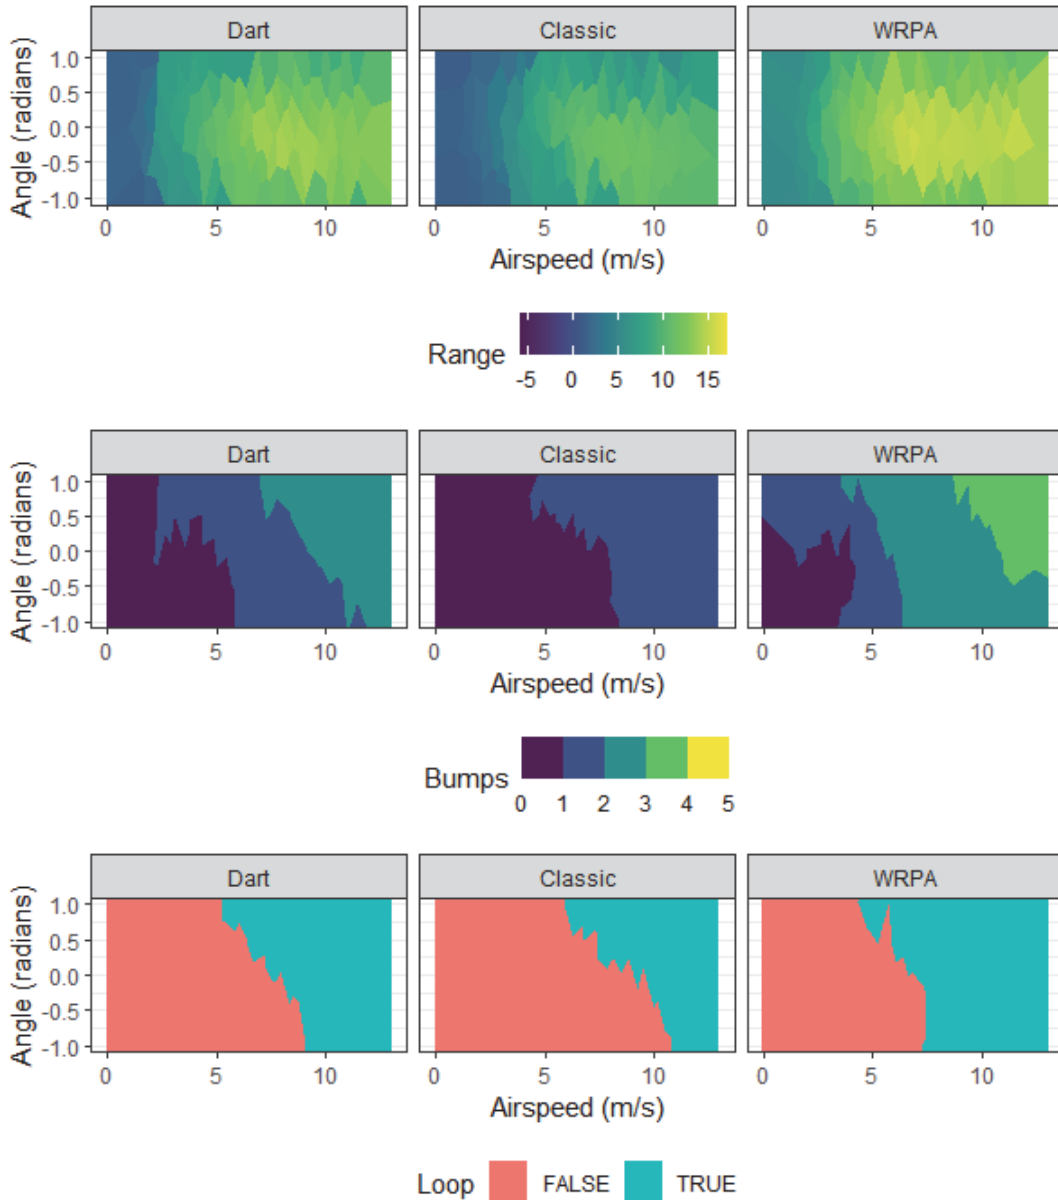 Dart Classic WRPA
Angle (radians)
1.0
0.5
0.0
-0.5
-1.0
0 5 10 0 5 10 0 5 10
Airspeed (m/s)
Range
-5 0 5 10 15
Dart Classic WRPA
Angle (radians)
1.0
0.5
0.0
-0.5
-1.0
0 5 10 0 5 10 0 5 10
Airspeed (m/s)
Bumps
0 1 2 3 4 5
Dart Classic WRPA
Angle (radians)
1.0
0.5
0.0
-0.5
-1.0
0 5 10 0 5 10 0 5 10
Airspeed (m/s)
Loop FALSE TRUE